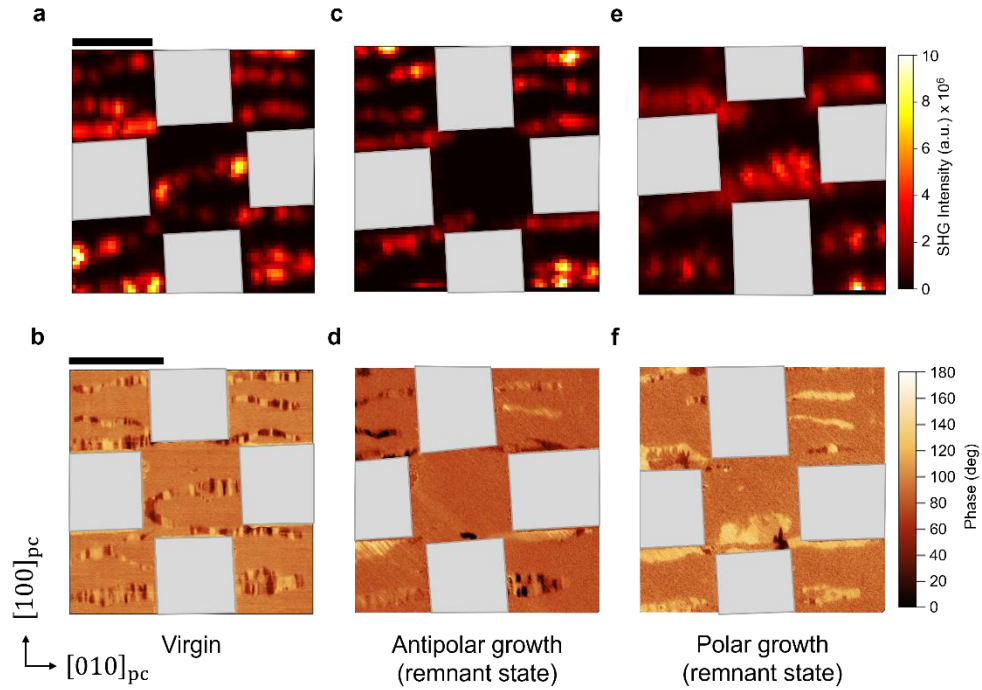 a
c
e
10
8
6
4
2
0
SHG Intensity (a.u.) x 10⁶
b
d
f
180
160
140
120
100
80
60
40
20
0
Phase (deg)
[100]pc
[010]pc
Virgin
Antipolar growth
(remnant state)
Polar growth
(remnant state)